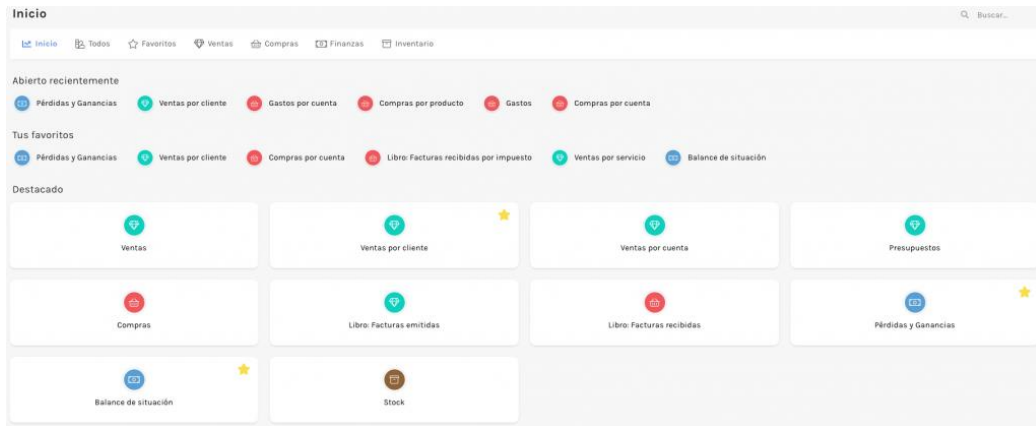 Inicio
Buscar...
Inicio Todos Favoritos Ventas Compras Finanzas Inventario
Abierto recientemente
Pérdidas y Ganancias Ventas por cliente Gastos por cuenta Compras por producto Gastos Compras por cuenta
Tus favoritos
Pérdidas y Ganancias Ventas por cliente Compras por cuenta Libro: Facturas recibidas por impuesto Ventas por servicio Balance de situación
Destacado
Ventas Ventas por cliente Ventas por cuenta Presupuestos
Compras Libro: Facturas emitidas Libro: Facturas recibidas Pérdidas y Ganancias
Balance de situación Stock